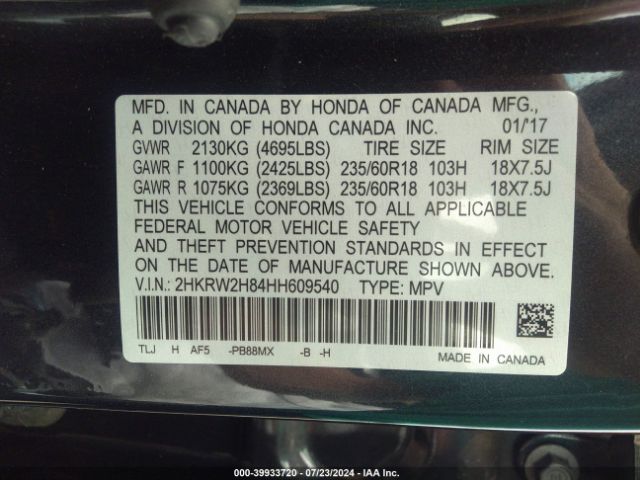 MFD. IN CANADA BY HONDA OF CANADA MFG.,
A DIVISION OF HONDA CANADA INC. 01/'17
GVWR 2130KG (4695LBS) TIRE SIZE RIM SIZE
GAWR F 1100KG (2425LBS) 235/60R18 103H 18X7.5J
GAWR R 1075KG (2369LBS) 235/60R18 103H 18X7.5J
THIS VEHICLE CONFORMS TO ALL APPLICABLE
FEDERAL MOTOR VEHICLE SAFETY
AND THEFT PREVENTION STANDARDS IN EFFECT
ON THE DATE OF MANUFACTURE SHOWN ABOVE.
V.I.N.: 2HKRW2H84HH609540 TYPE: MPV
TLJ H AF5 -PB88MX -B -H
MADE IN CANADA
000-39933720 - 07/23/2024 - IAA Inc.